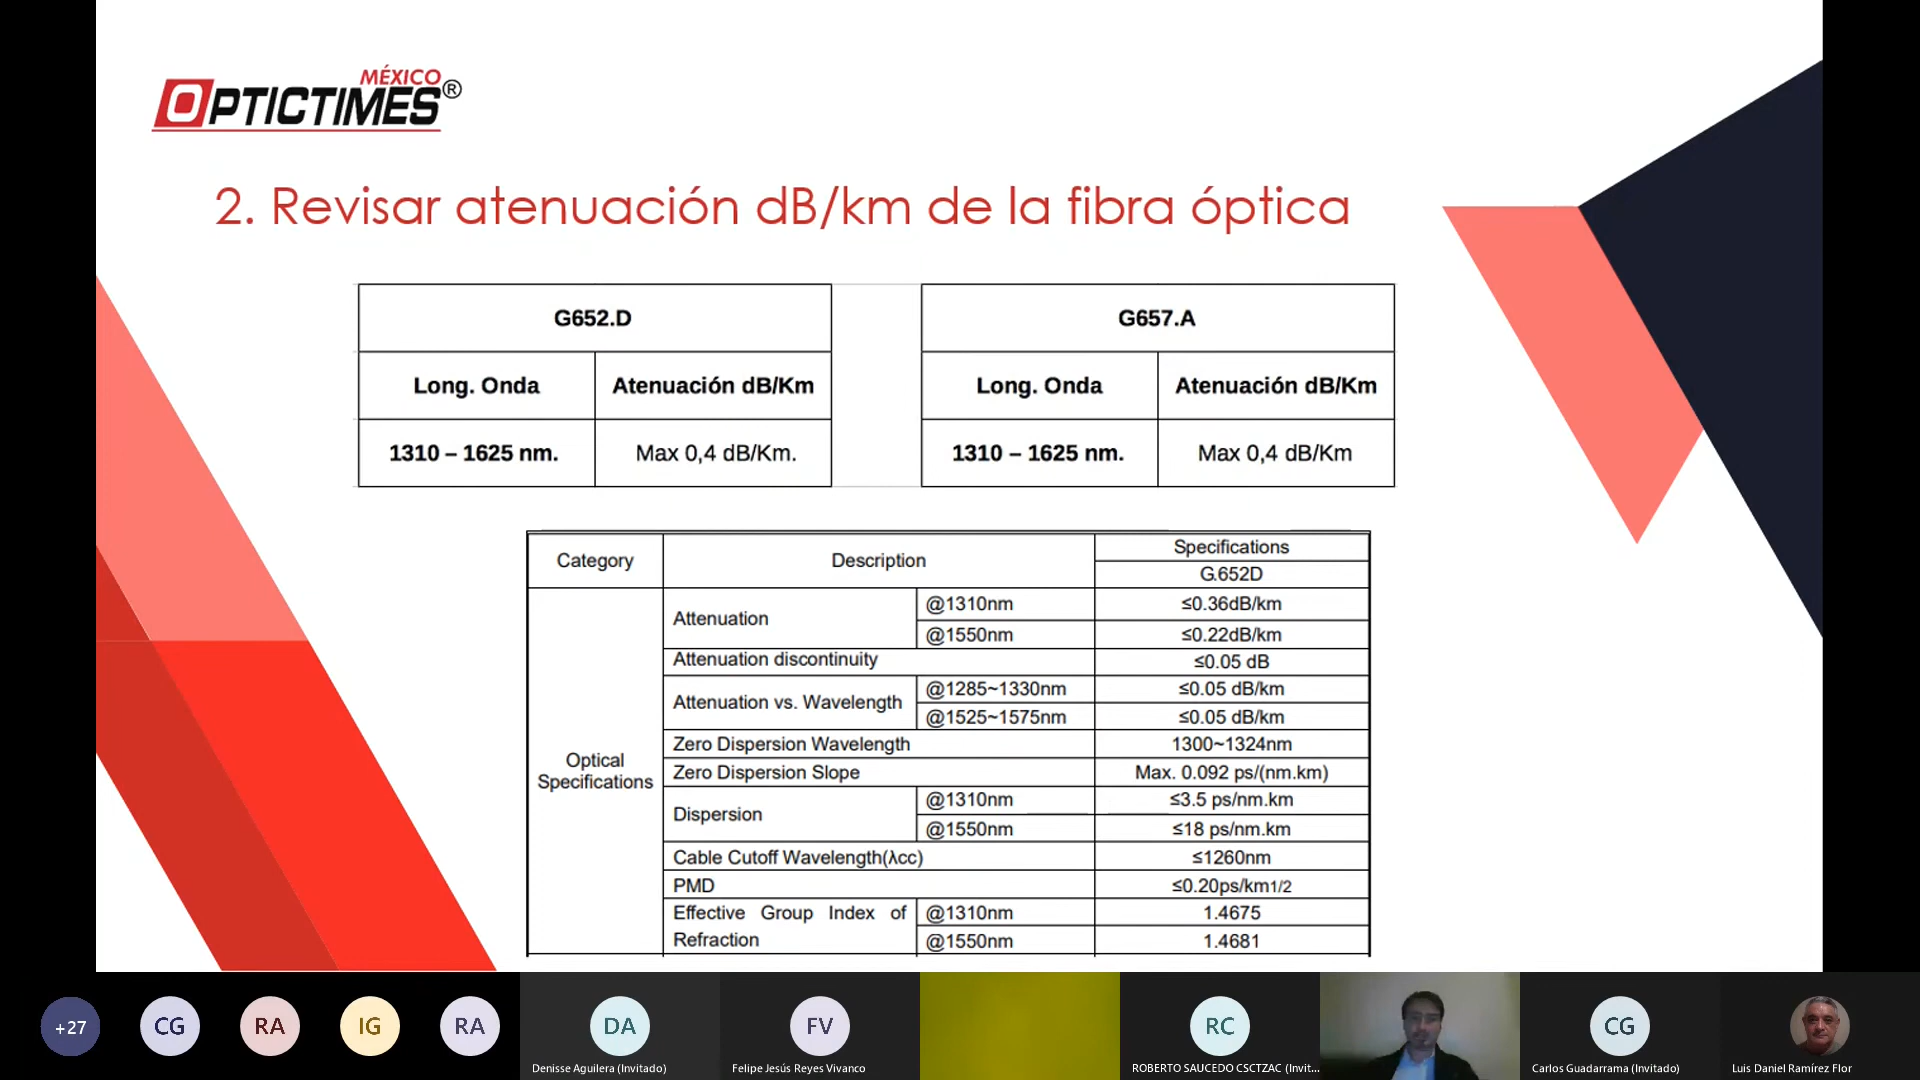 MÉXICO
OPTICTIMES®
2. Revisar atenuación dB/km de la fibra óptica
G652.D
Long. Onda Atenuación dB/Km
1310 – 1625 nm. Max 0,4 dB/Km.
G657.A
Long. Onda Atenuación dB/Km
1310 – 1625 nm. Max 0,4 dB/Km
Category Description Specifications
G.652D
Optical
Specifications
Attenuation @1310nm ≤0.36dB/km
@1550nm ≤0.22dB/km
Attenuation discontinuity ≤0.05 dB
Attenuation vs. Wavelength @1285~1330nm ≤0.05 dB/km
@1525~1575nm ≤0.05 dB/km
Zero Dispersion Wavelength 1300~1324nm
Zero Dispersion Slope Max. 0.092 ps/(nm.km)
Dispersion @1310nm ≤3.5 ps/nm.km
@1550nm ≤18 ps/nm.km
Cable Cutoff Wavelength(λcc) ≤1260nm
PMD ≤0.20ps/km1/2
Effective Group Index of @1310nm 1.4675
Refraction @1550nm 1.4681
+27 CG RA IG RA DA FV RC CG
Denisse Aguilera (Invitado) Felipe Jesús Reyes Vivanco ROBERTO SAUCEDO CSCTZAC (Invit... Carlos Guadarrama (Invitado) Luis Daniel Ramírez Flor